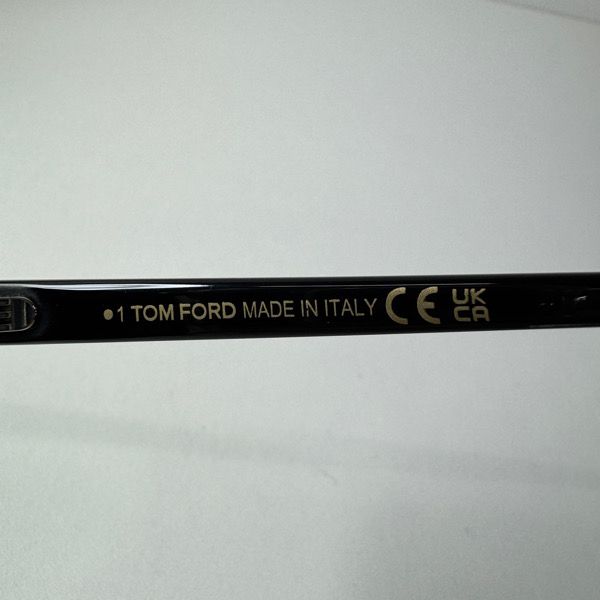 ●1 TOM FORD MADE IN ITALY CE UK
CA